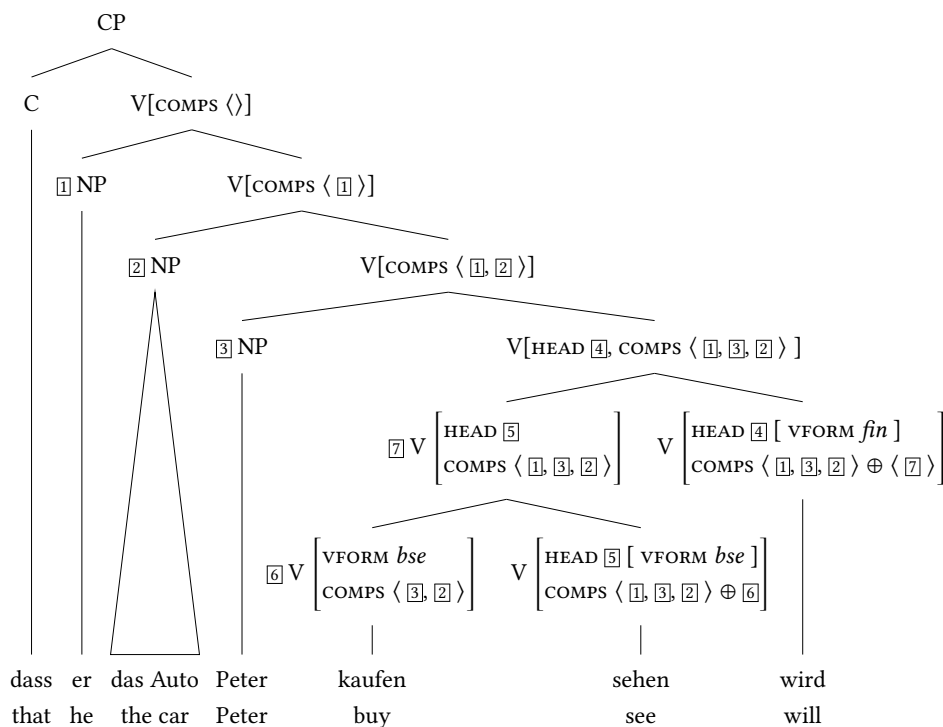 CP
C V[COMPS ⟨⟩]
1 NP V[COMPS ⟨ 1 ⟩]
2 NP V[COMPS ⟨ 1, 2 ⟩]
3 NP V[HEAD 4, COMPS ⟨ 1, 3, 2 ⟩ ]
7 V [HEAD 5 V [HEAD 4 [ VFORM fin ]
COMPS ⟨ 1, 3, 2 ⟩] COMPS ⟨ 1, 3, 2 ⟩ ⊕ ⟨ 7 ⟩]
6 V [VFORM bse V [HEAD 5 [ VFORM bse ]
COMPS ⟨ 3, 2 ⟩] COMPS ⟨ 1, 3, 2 ⟩ ⊕ 6]
dass er das Auto Peter kaufen sehen wird
that he the car Peter buy see will